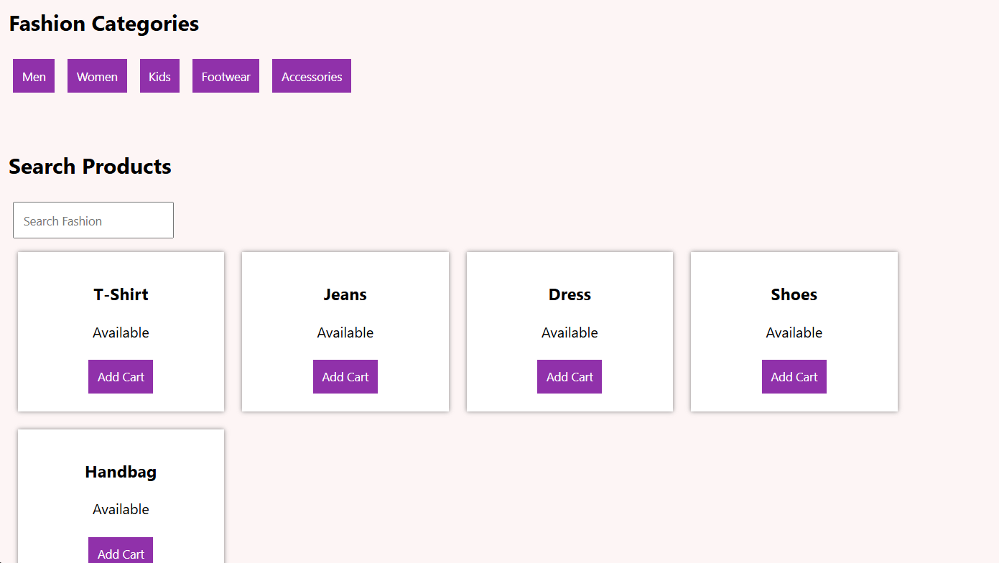 Fashion Categories
Men Women Kids Footwear Accessories
Search Products
Search Fashion
T-Shirt Jeans Dress Shoes
Available Available Available Available
Add Cart Add Cart Add Cart Add Cart
Handbag
Available
Add Cart